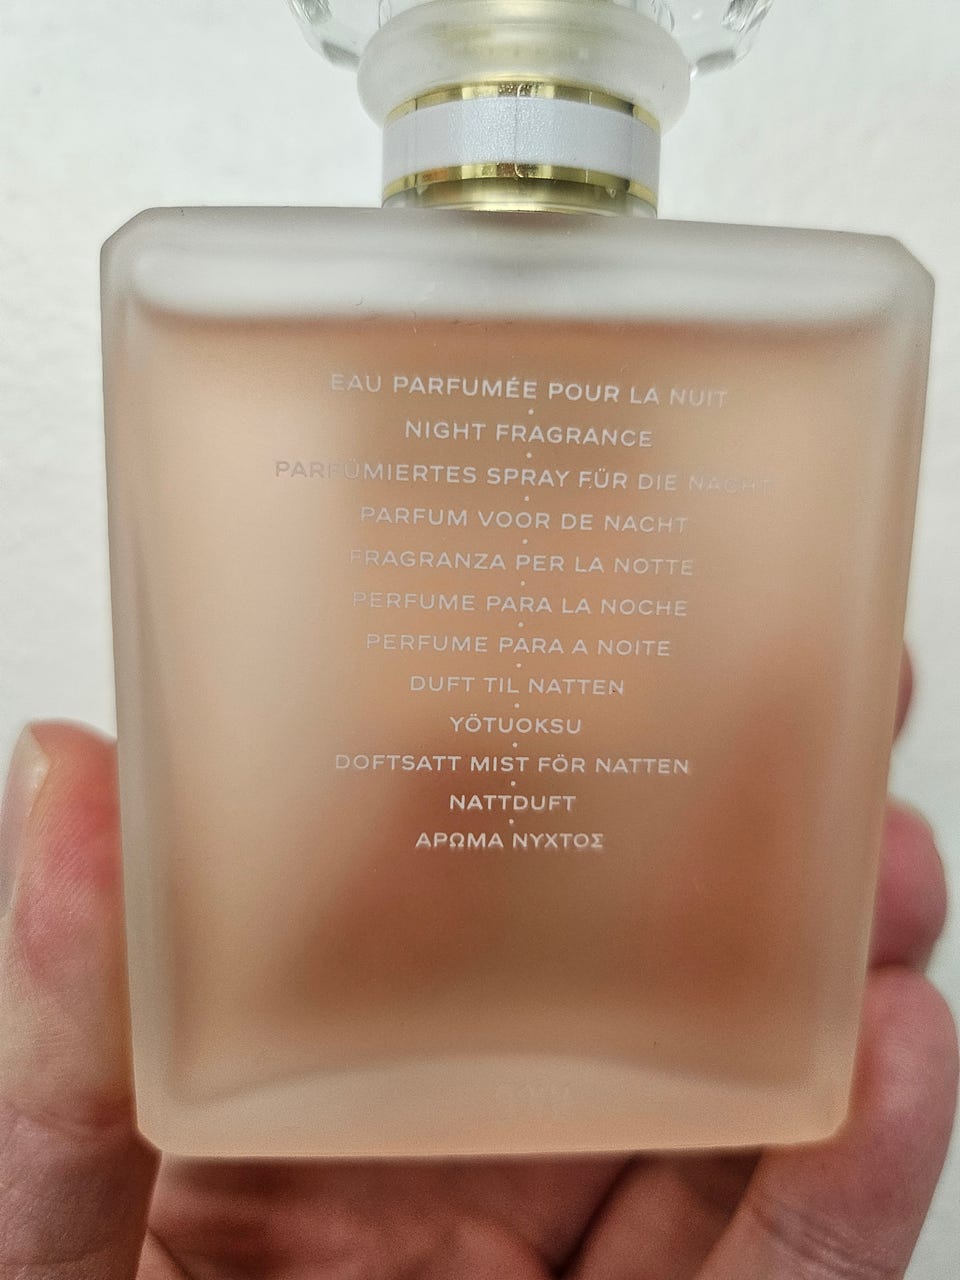 EAU PARFUMÉE POUR LA NUIT
NIGHT FRAGRANCE
PARFÜMIERTES SPRAY FÜR DIE NACHT
PARFUM VOOR DE NACHT
FRAGRANZA PER LA NOTTE
PERFUME PARA LA NOCHE
PERFUME PARA A NOITE
DUFT TIL NATTEN
YÖTUOKSU
DOFTSATT MIST FÖR NATTEN
NATTDUFT
ΑΡΩΜΑ ΝΥΧΤΟΣ